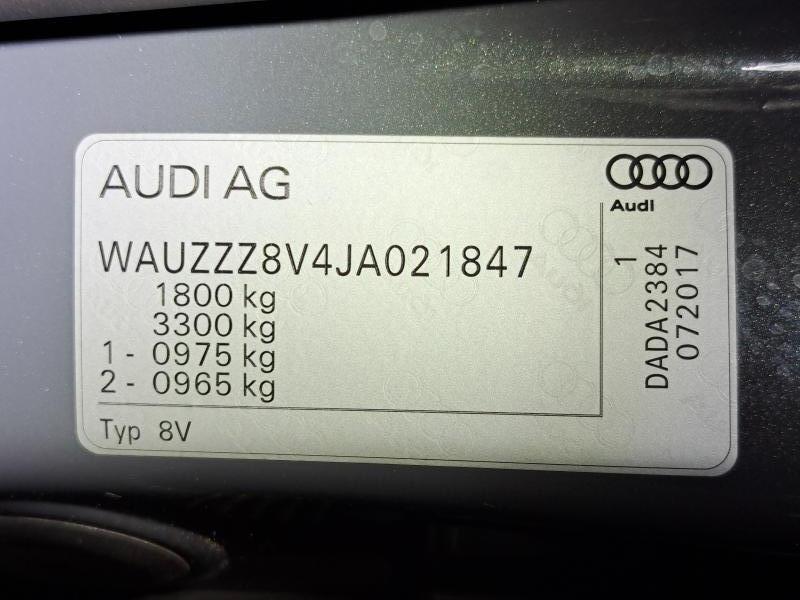 AUDI AG
Audi
WAUZZZ8V4JA021847
1800 kg
3300 kg
1 - 0975 kg
2 - 0965 kg
Typ 8V
1
DADA2384
072017